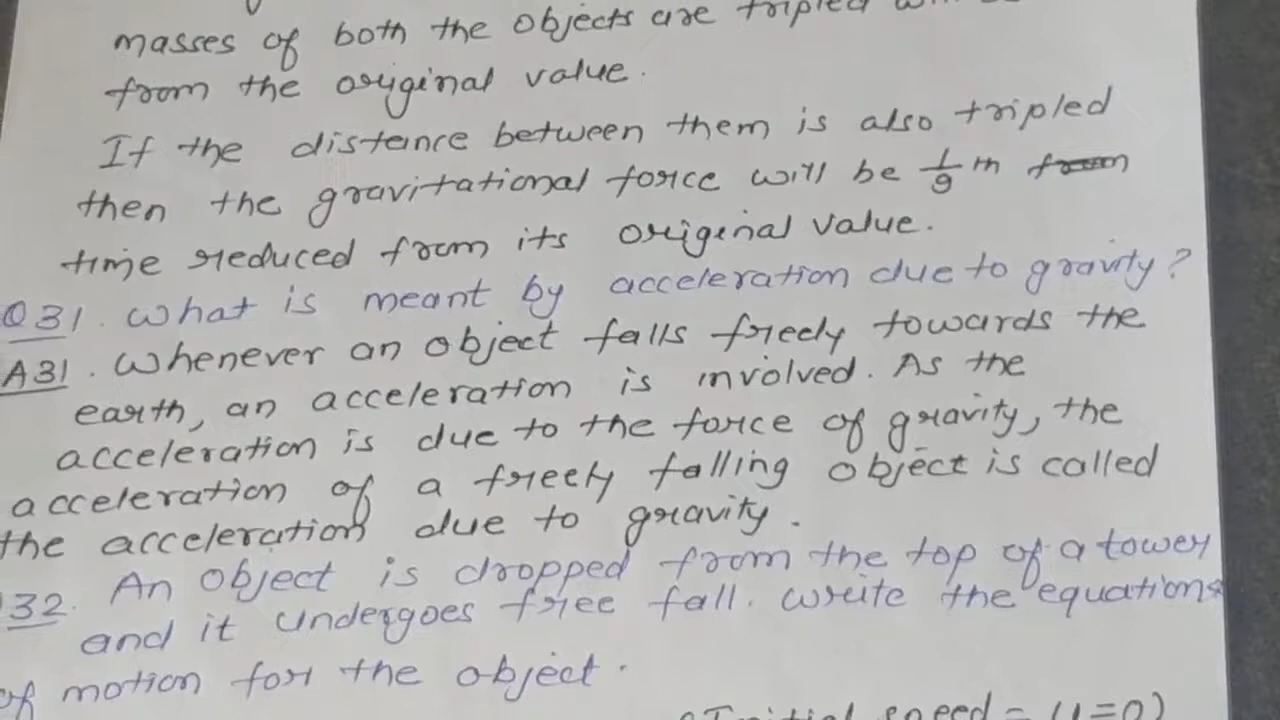 masses of both the objects are tripled
from the original value.
If the distance between them is also tripled
then the gravitational force will be 1/9 th
time reduced from its original value.
Q31. What is meant by acceleration due to gravity?
A31. Whenever an object falls freely towards the
earth, an acceleration is involved. As the
acceleration is due to the force of gravity, the
acceleration of a freely falling object is called
the acceleration due to gravity.
32. An object is dropped from the top of a tower
and it undergoes free fall. Write the equations
of motion for the object.
(Initial speed = u=0)